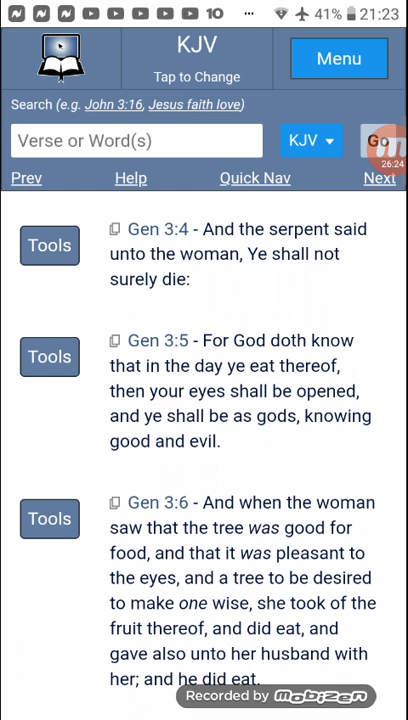 10 ... 41% 21:23
KJV
Tap to Change
Menu
Search (e.g. John 3:16, Jesus faith love)
Verse or Word(s)
KJV
Go
26:24
Prev
Help
Quick Nav
Next
Tools
Gen 3:4 - And the serpent said
unto the woman, Ye shall not
surely die:
Tools
Gen 3:5 - For God doth know
that in the day ye eat thereof,
then your eyes shall be opened,
and ye shall be as gods, knowing
good and evil.
Tools
Gen 3:6 - And when the woman
saw that the tree was good for
food, and that it was pleasant to
the eyes, and a tree to be desired
to make one wise, she took of the
fruit thereof, and did eat, and
gave also unto her husband with
her; and he did eat.
Recorded by mobizen